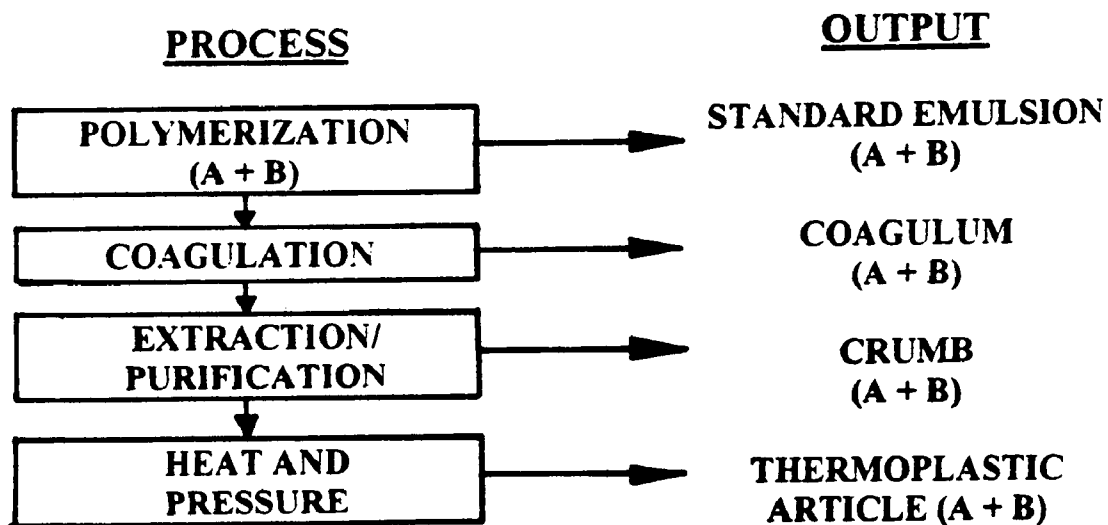 PROCESS
OUTPUT
POLYMERIZATION
(A + B)
STANDARD EMULSION
(A + B)
COAGULATION
COAGULUM
(A + B)
EXTRACTION/
PURIFICATION
CRUMB
(A + B)
HEAT AND
PRESSURE
THERMOPLASTIC
ARTICLE (A + B)